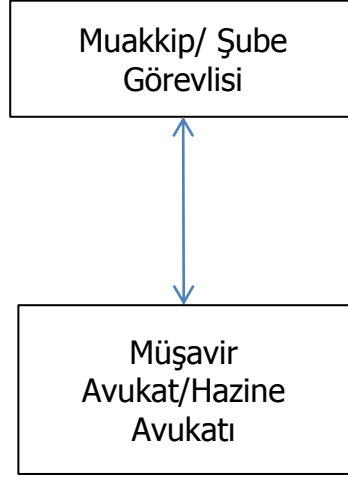 Muakkip/ Şube
Görevlisi
Müşavir
Avukat/Hazine
Avukatı